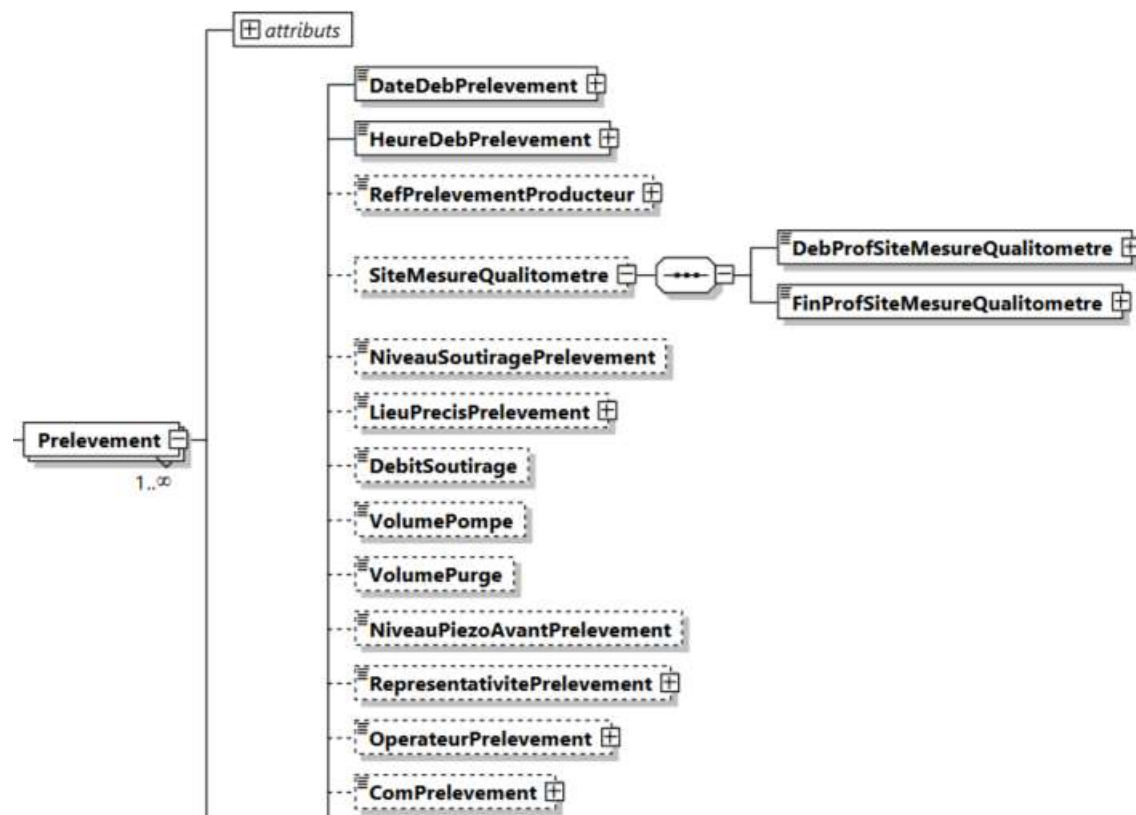 attributs
DateDebPrelevement
HeureDebPrelevement
RefPrelevementProducteur
DebProfSiteMesureQualitometre
SiteMesureQualitometre
FinProfSiteMesureQualitometre
NiveauSoutiragePrelevement
LieuPrecisPrelevement
Prelevement
1..∞
DebitSoutirage
VolumePompe
VolumePurge
NiveauPiezoAvantPrelevement
RepresentativitePrelevement
OperateurPrelevement
ComPrelevement